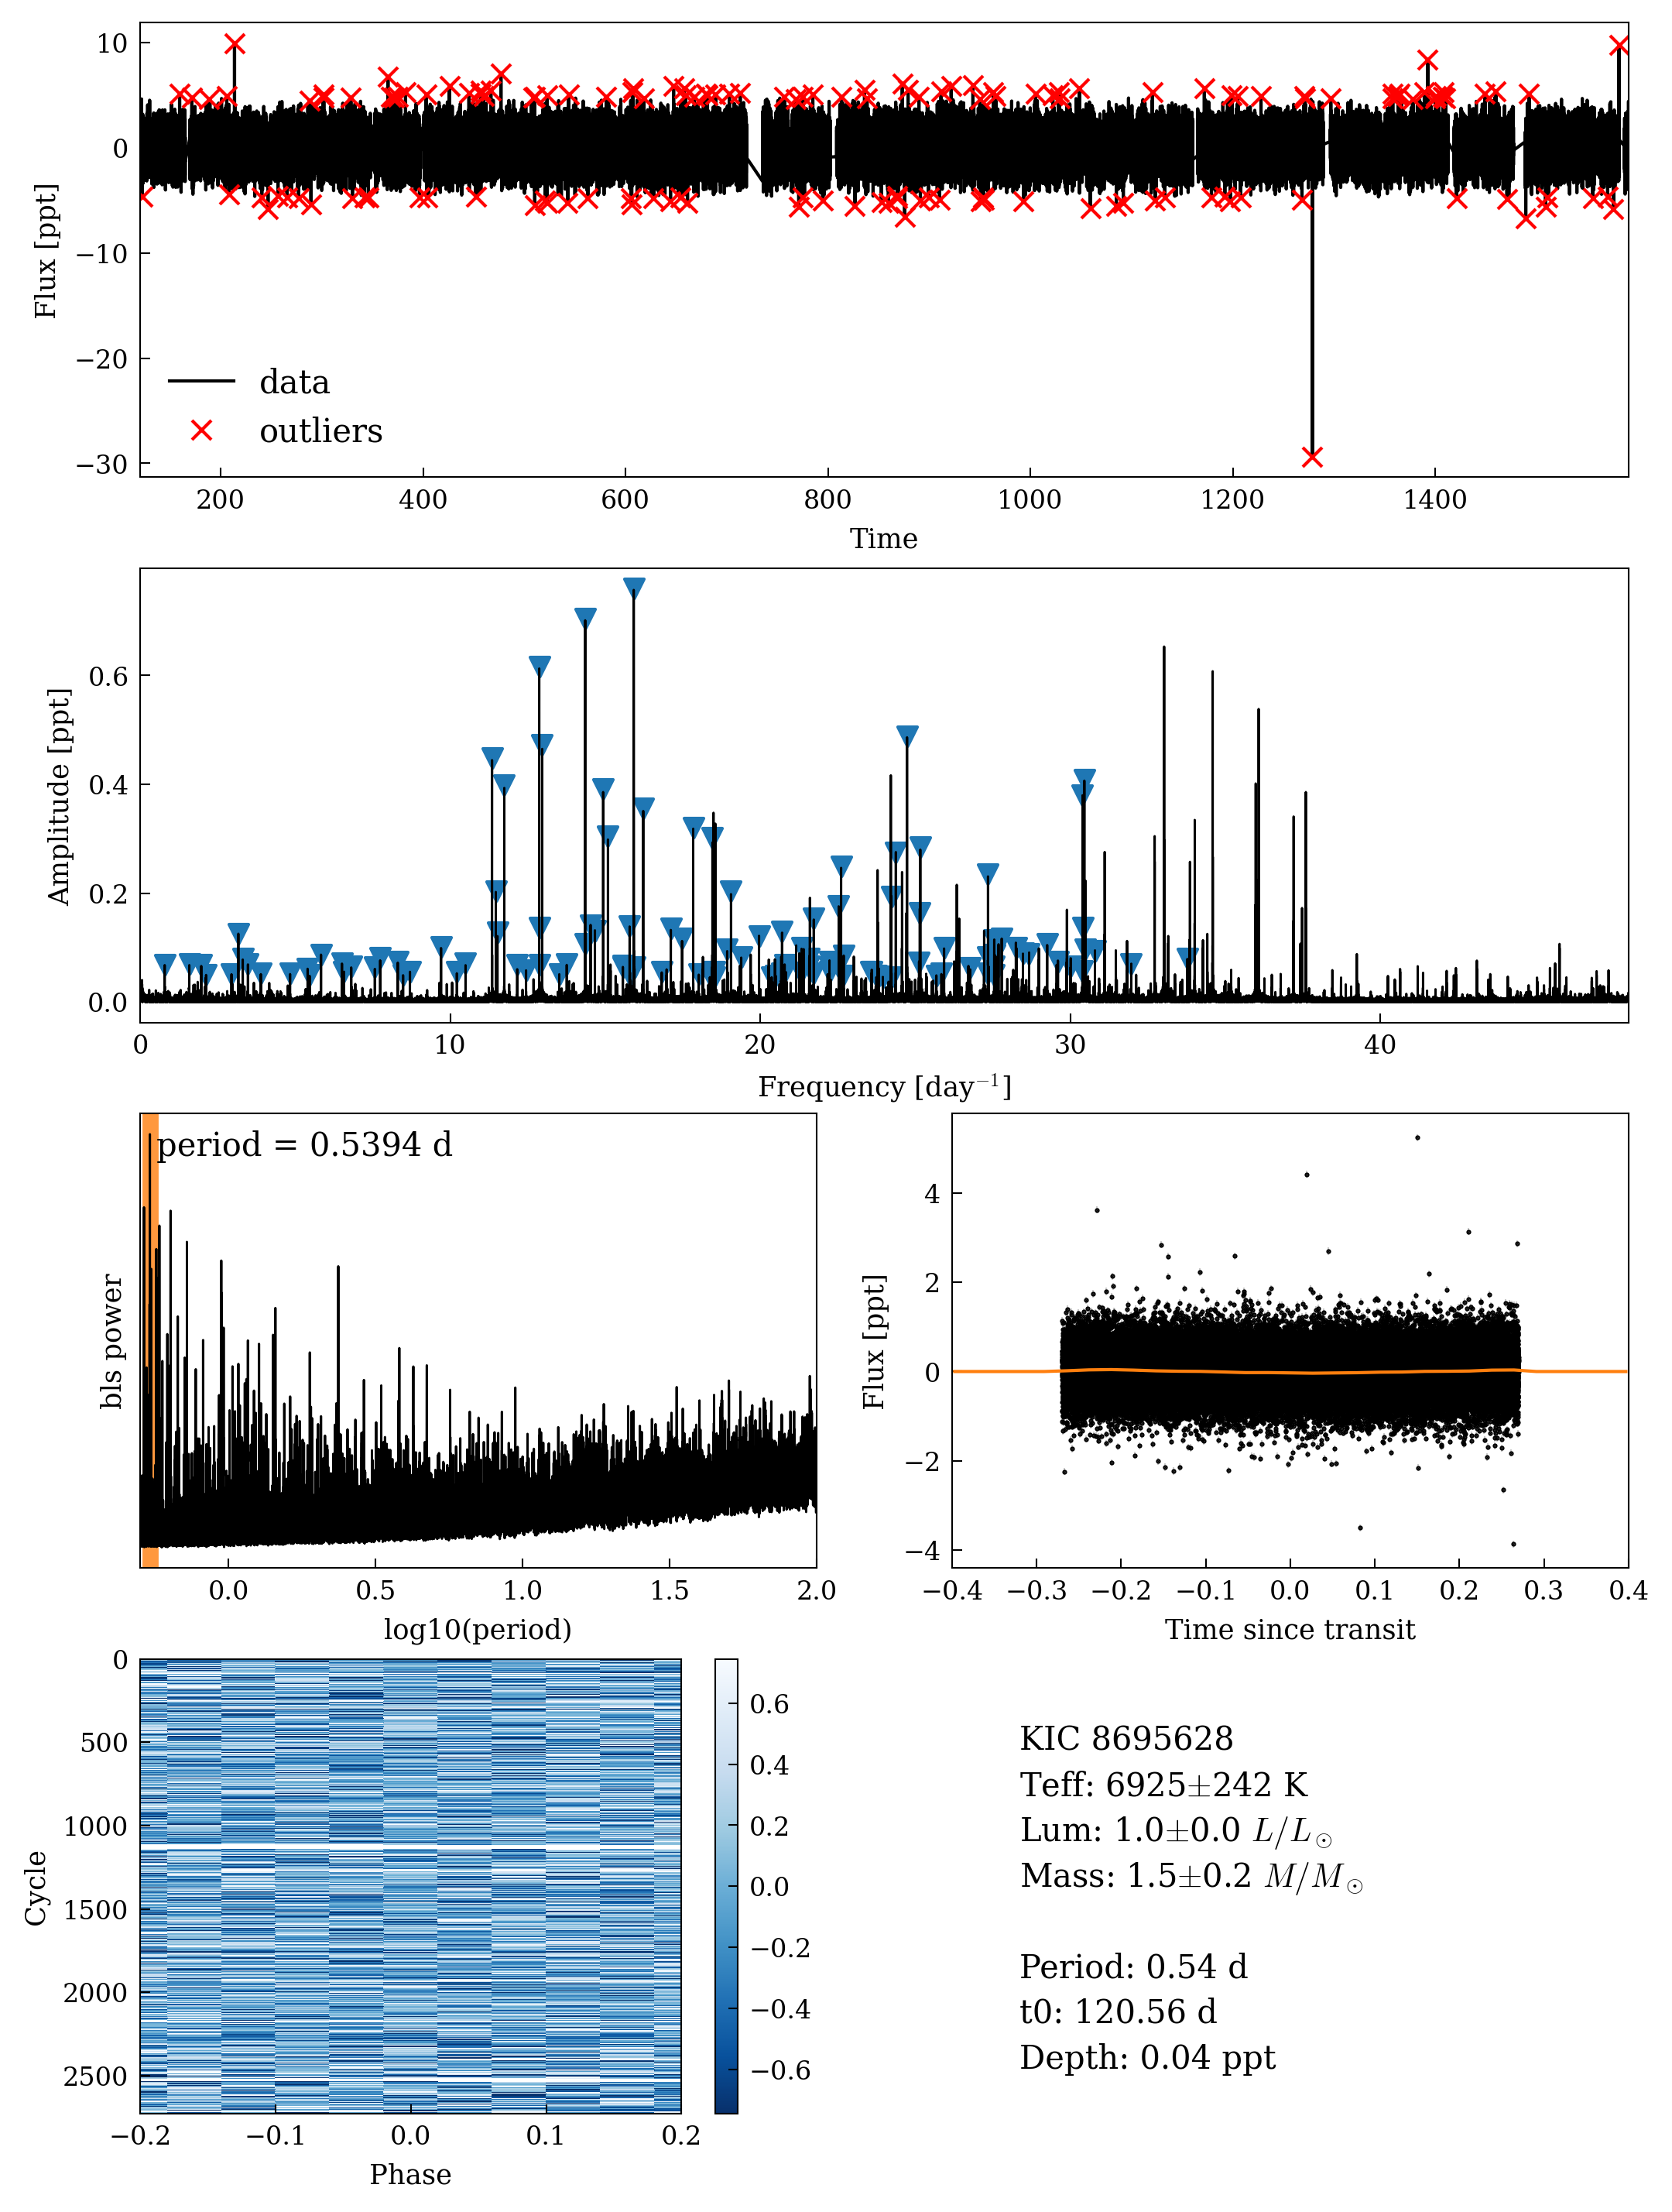 10
0
−10
−20
−30
Flux [ppt]
data
outliers
200
400
600
800
1000
1200
1400
Time
0.6
0.4
0.2
0.0
Amplitude [ppt]
0
10
20
30
40
Frequency [day⁻¹]
period = 0.5394 d
bls power
0.0
0.5
1.0
1.5
2.0
log10(period)
4
2
0
−2
−4
Flux [ppt]
−0.4
−0.3
−0.2
−0.1
0.0
0.1
0.2
0.3
0.4
Time since transit
0
500
1000
1500
2000
2500
Cycle
−0.2
−0.1
0.0
0.1
0.2
Phase
0.6
0.4
0.2
0.0
−0.2
−0.4
−0.6
KIC 8695628
Teff: 6925±242 K
Lum: 1.0±0.0 L/L⊙
Mass: 1.5±0.2 M/M⊙
Period: 0.54 d
t0: 120.56 d
Depth: 0.04 ppt